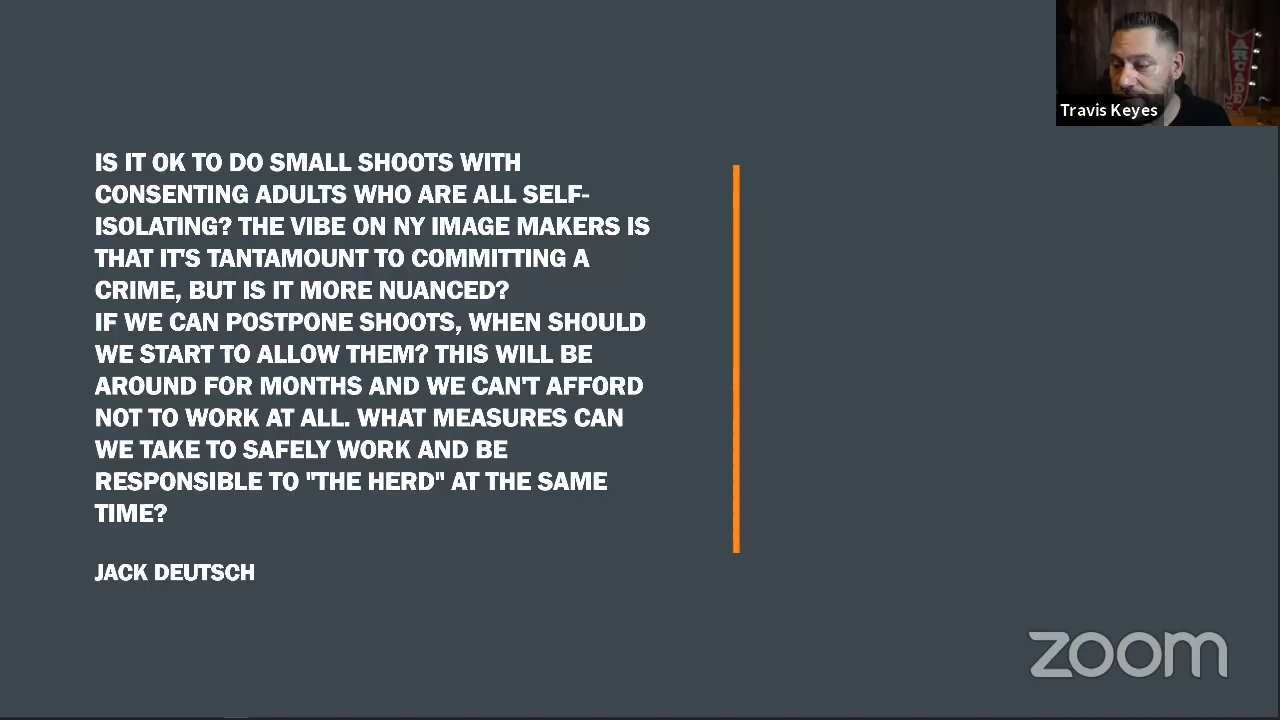 IS IT OK TO DO SMALL SHOOTS WITH
CONSENTING ADULTS WHO ARE ALL SELF-
ISOLATING? THE VIBE ON NY IMAGE MAKERS IS
THAT IT'S TANTAMOUNT TO COMMITTING A
CRIME, BUT IS IT MORE NUANCED?
IF WE CAN POSTPONE SHOOTS, WHEN SHOULD
WE START TO ALLOW THEM? THIS WILL BE
AROUND FOR MONTHS AND WE CAN'T AFFORD
NOT TO WORK AT ALL. WHAT MEASURES CAN
WE TAKE TO SAFELY WORK AND BE
RESPONSIBLE TO "THE HERD" AT THE SAME
TIME?
JACK DEUTSCH
ARCADE
Travis Keyes
zoom